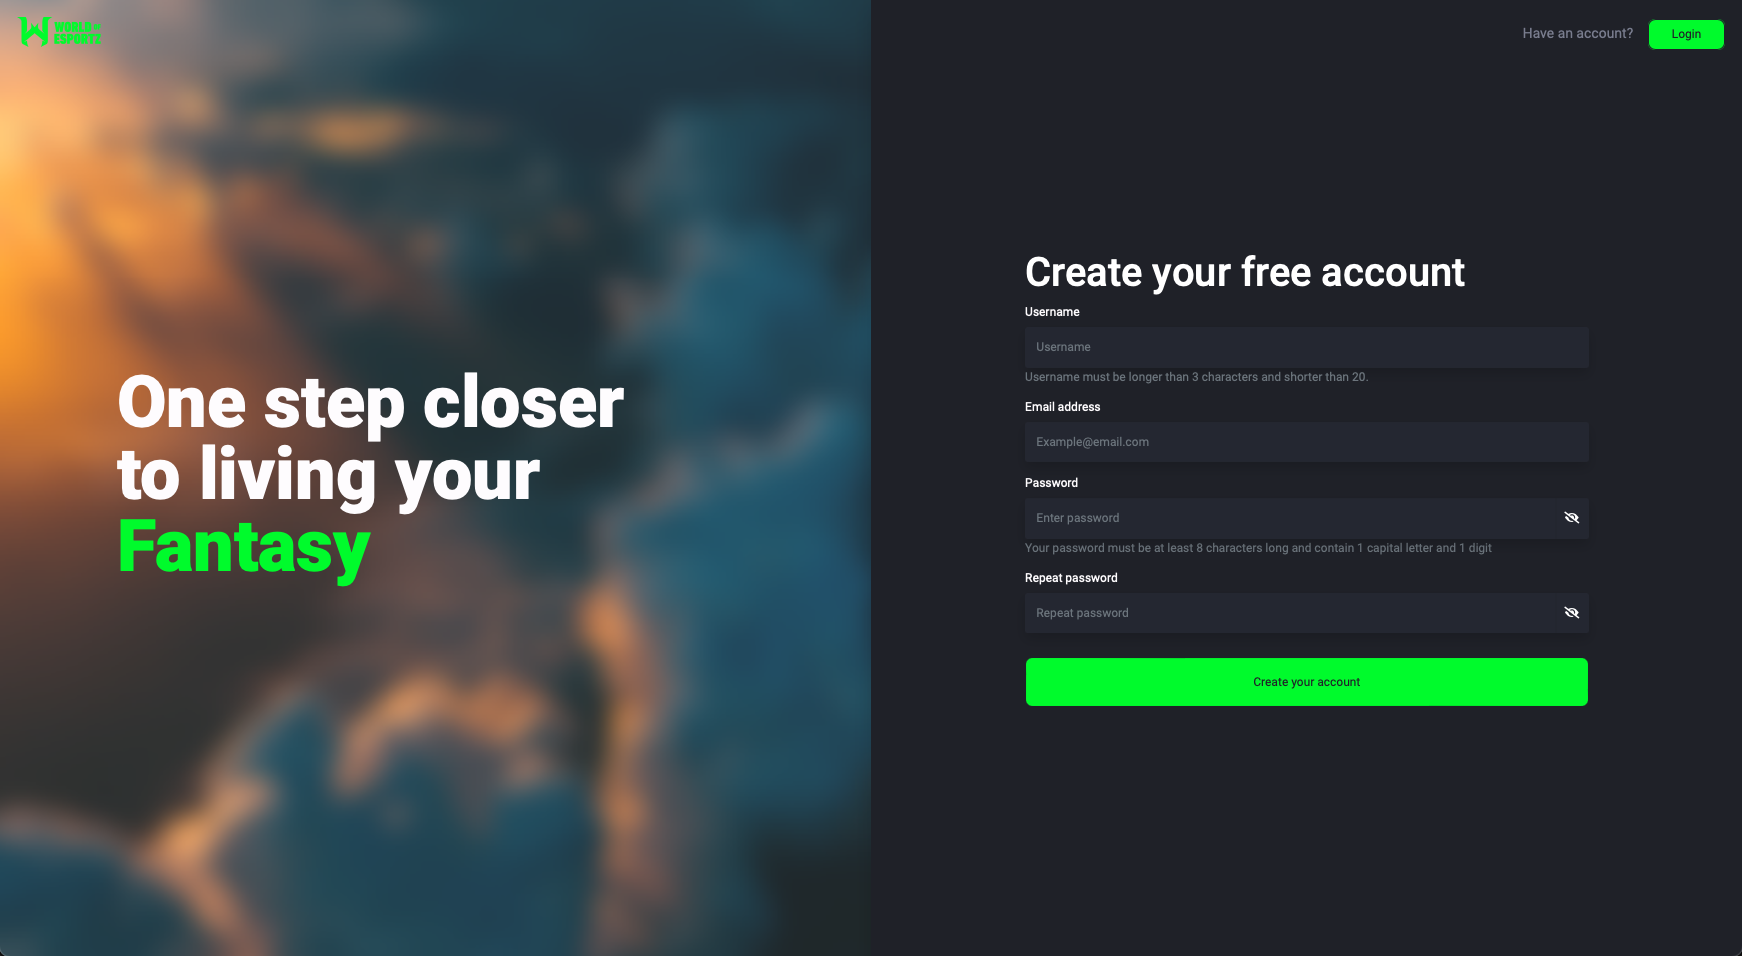 ESPORTZ
Have an account?
Login
One step closer
to living your
Fantasy
Create your free account
Username
Username
Username must be longer than 3 characters and shorter than 20.
Email address
Example@email.com
Password
Enter password
Your password must be at least 8 characters long and contain 1 capital letter and 1 digit
Repeat password
Repeat password
Create your account